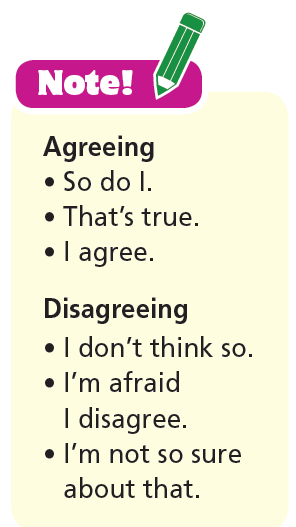 Note!
Agreeing
• So do I.
• That's true.
• I agree.
Disagreeing
• I don't think so.
• I'm afraid
I disagree.
• I'm not so sure
about that.